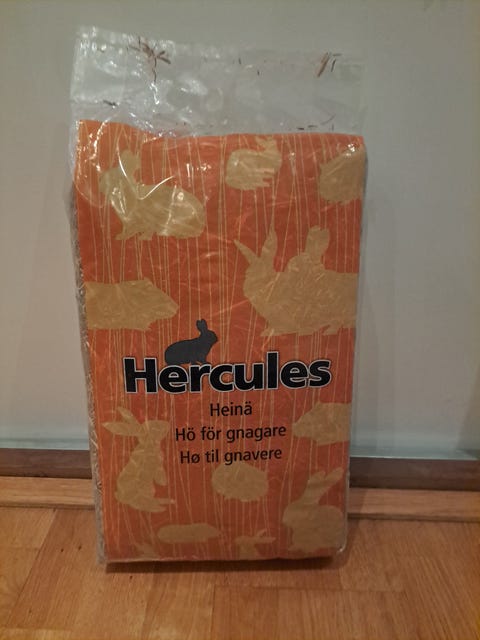 Hercules
Heinä
Hö för gnagare
Hø til gnavere